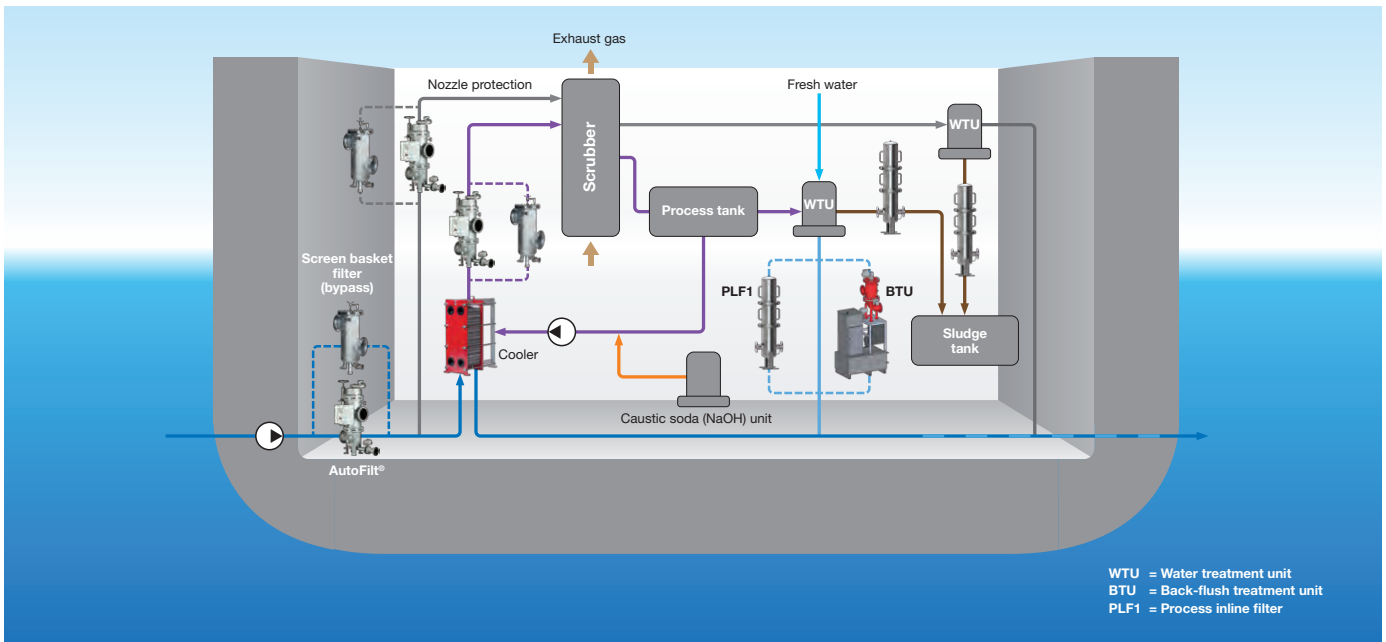 Exhaust gas
Nozzle protection
Fresh water
WTU
Scrubber
Process tank
WTU
Screen basket
filter
(bypass)
PLF1
BTU
Sludge
tank
Cooler
Caustic soda (NaOH) unit
AutoFilt®
WTU = Water treatment unit
BTU = Back-flush treatment unit
PLF1 = Process inline filter